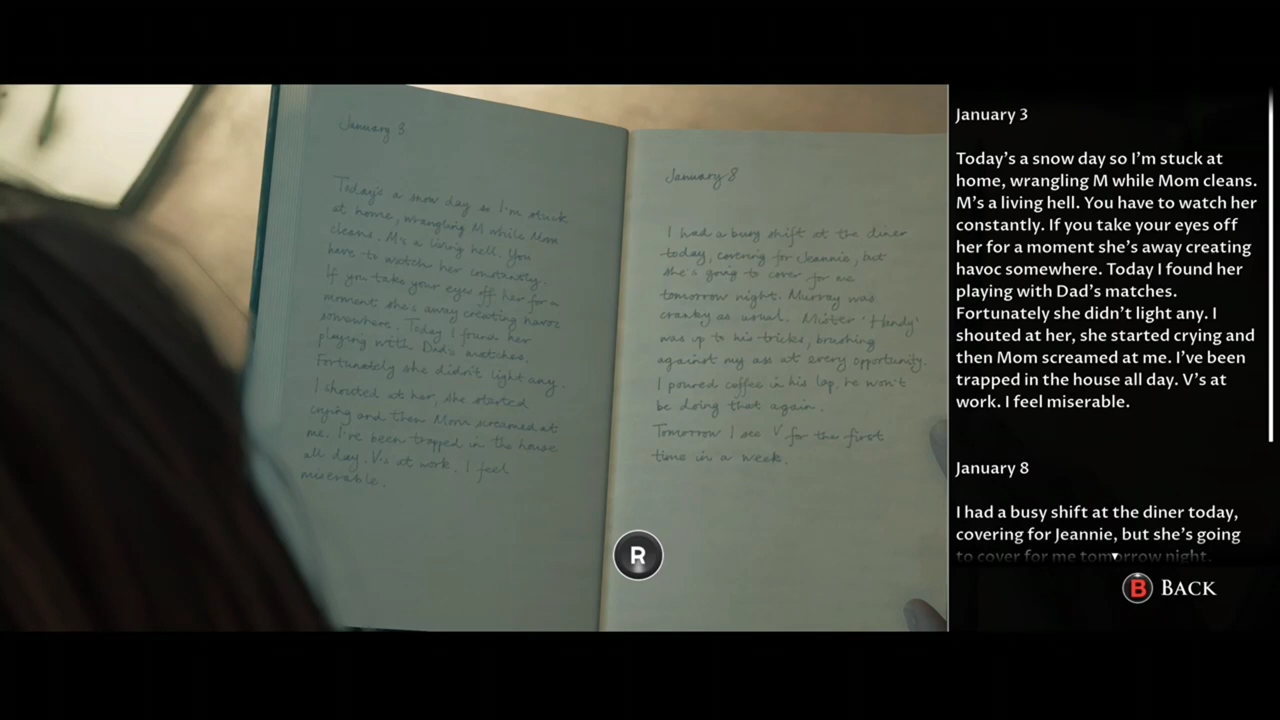 January 3
Today's a snow day so I'm stuck
at home, wrangling M while Mom
cleans. M's a living hell. You
have to watch her constantly.
If you take your eyes off her for a
moment she's away creating havoc
somewhere. Today I found her
playing with Dad's matches.
Fortunately she didn't light any.
I shouted at her, she started
crying and then Mom screamed at
me. I've been trapped in the house
all day. V's at work. I feel
miserable.
January 8
I had a busy shift at the diner
today, covering for Jeannie, but
she's going to cover for me
tomorrow night. Murray was
cranky as usual. Mister 'Handy'
was up to his tricks, brushing
against my ass at every opportunity.
I poured coffee in his lap, he won't
be doing that again.
Tomorrow I see V for the first
time in a week.
R
January 3
Today's a snow day so I'm stuck at
home, wrangling M while Mom cleans.
M's a living hell. You have to watch her
constantly. If you take your eyes off
her for a moment she's away creating
havoc somewhere. Today I found her
playing with Dad's matches.
Fortunately she didn't light any. I
shouted at her, she started crying and
then Mom screamed at me. I've been
trapped in the house all day. V's at
work. I feel miserable.
January 8
I had a busy shift at the diner today,
covering for Jeannie, but she's going
to cover for me tomorrow night.
B BACK